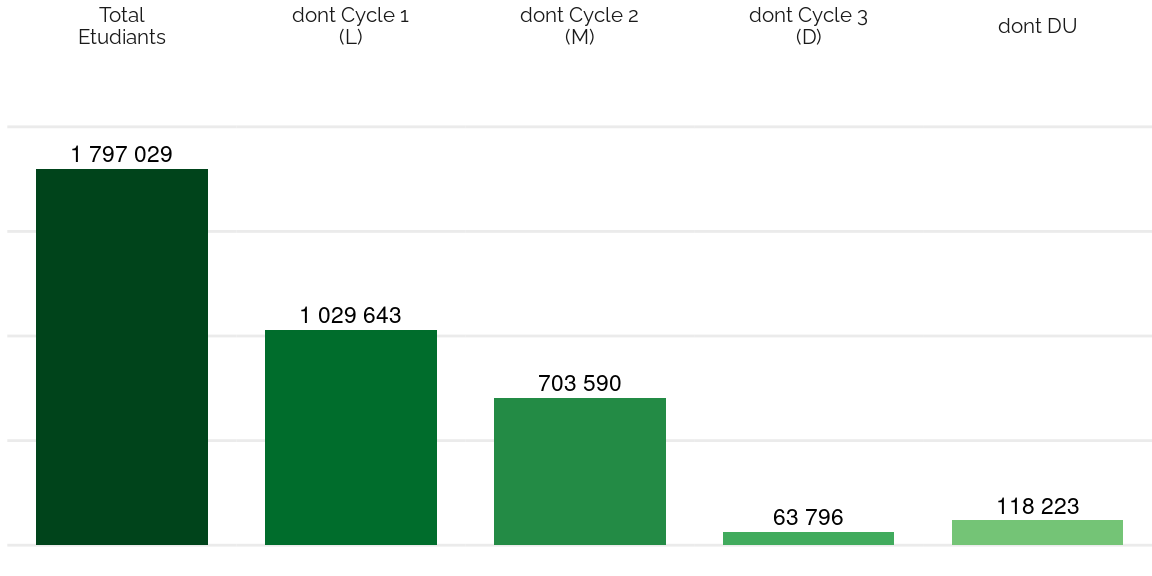 Total
Etudiants
dont Cycle 1
(L)
dont Cycle 2
(M)
dont Cycle 3
(D)
dont DU
1 797 029
1 029 643
703 590
63 796
118 223